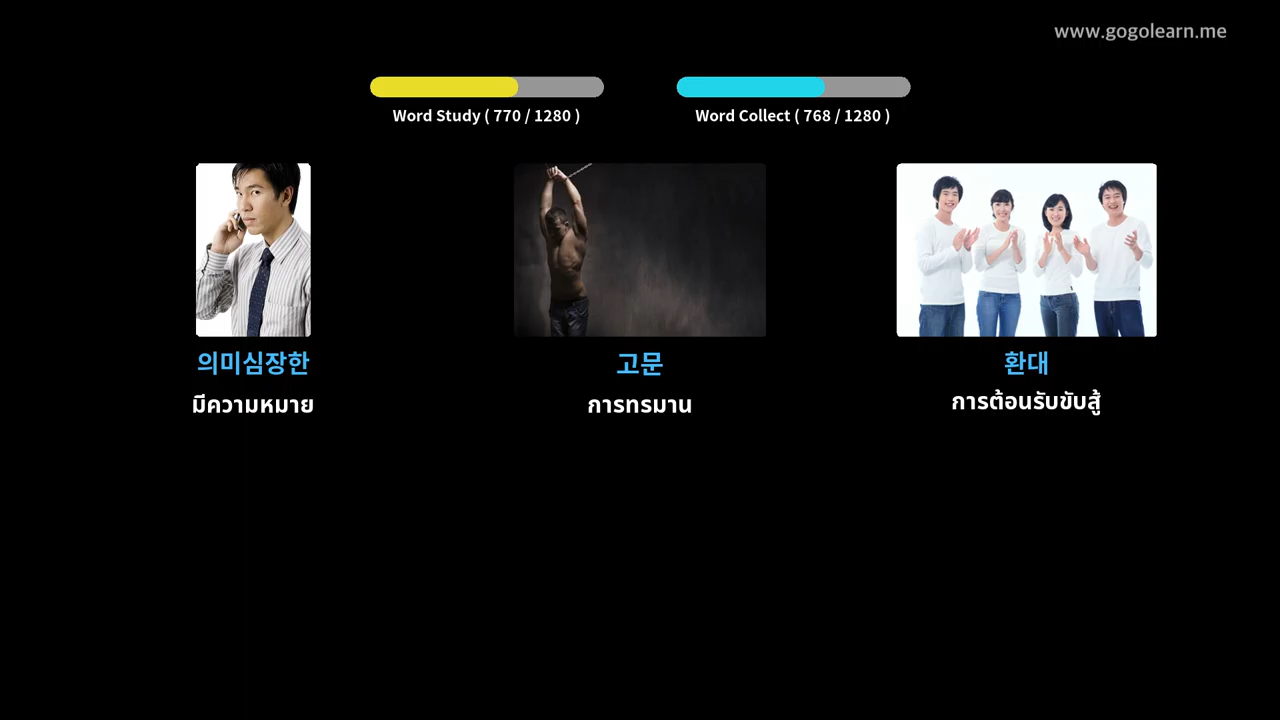 www.gogolearn.me
Word Study ( 770 / 1280 )
Word Collect ( 768 / 1280 )
의미심장한
고문
환대
มีความหมาย
การทรมาน
การต้อนรับขับสู้